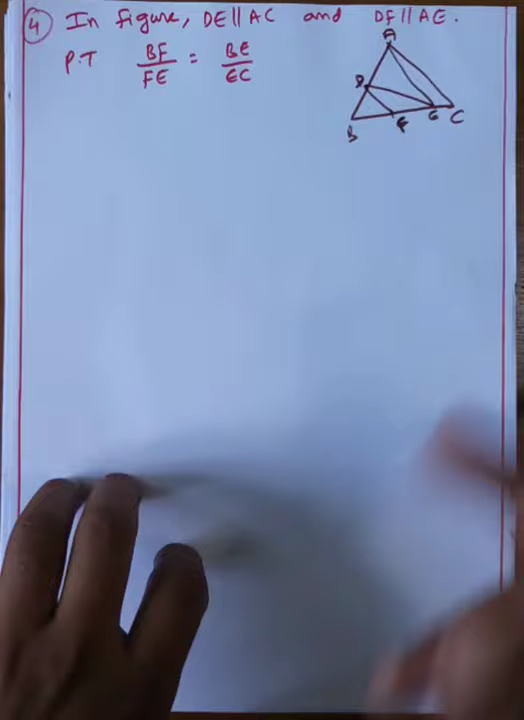 4 In figure, DE || AC and DF || AE.
P.T BF/FE = BE/EC
A
D
B F E C